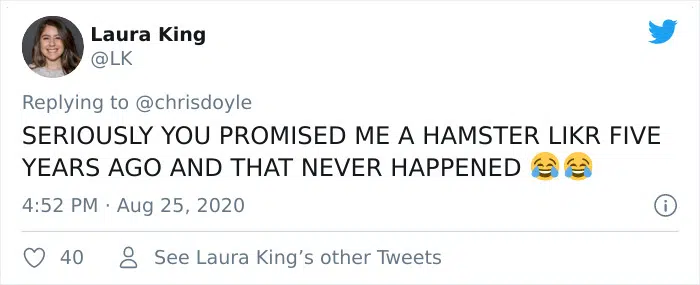 Laura King
@LK
Replying to @chrisdoyle
SERIOUSLY YOU PROMISED ME A HAMSTER LIKR FIVE
YEARS AGO AND THAT NEVER HAPPENED 😂😂
4:52 PM · Aug 25, 2020
40 See Laura King’s other Tweets